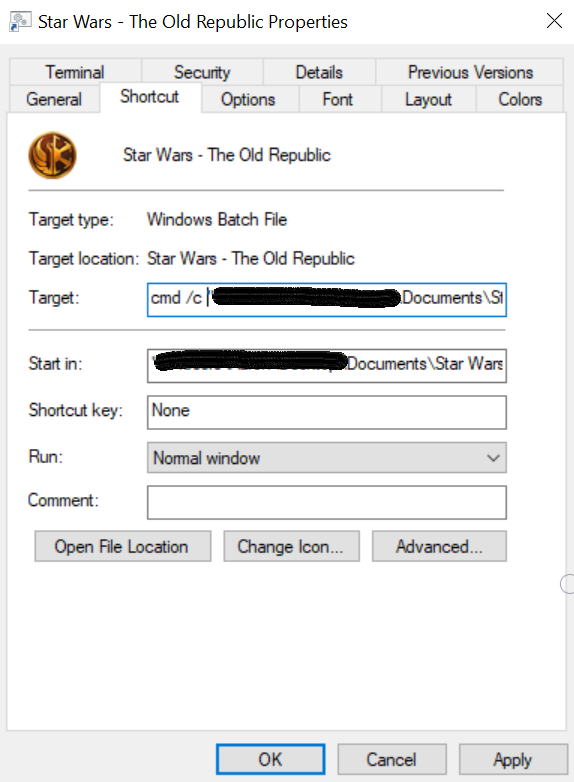 Star Wars - The Old Republic Properties
Terminal Security Details Previous Versions
General Shortcut Options Font Layout Colors
Star Wars - The Old Republic
Target type: Windows Batch File
Target location: Star Wars - The Old Republic
Target: cmd /c " Documents\St
Start in: " Documents\Star Wars
Shortcut key: None
Run: Normal window
Comment:
Open File Location Change Icon... Advanced...
OK Cancel Apply